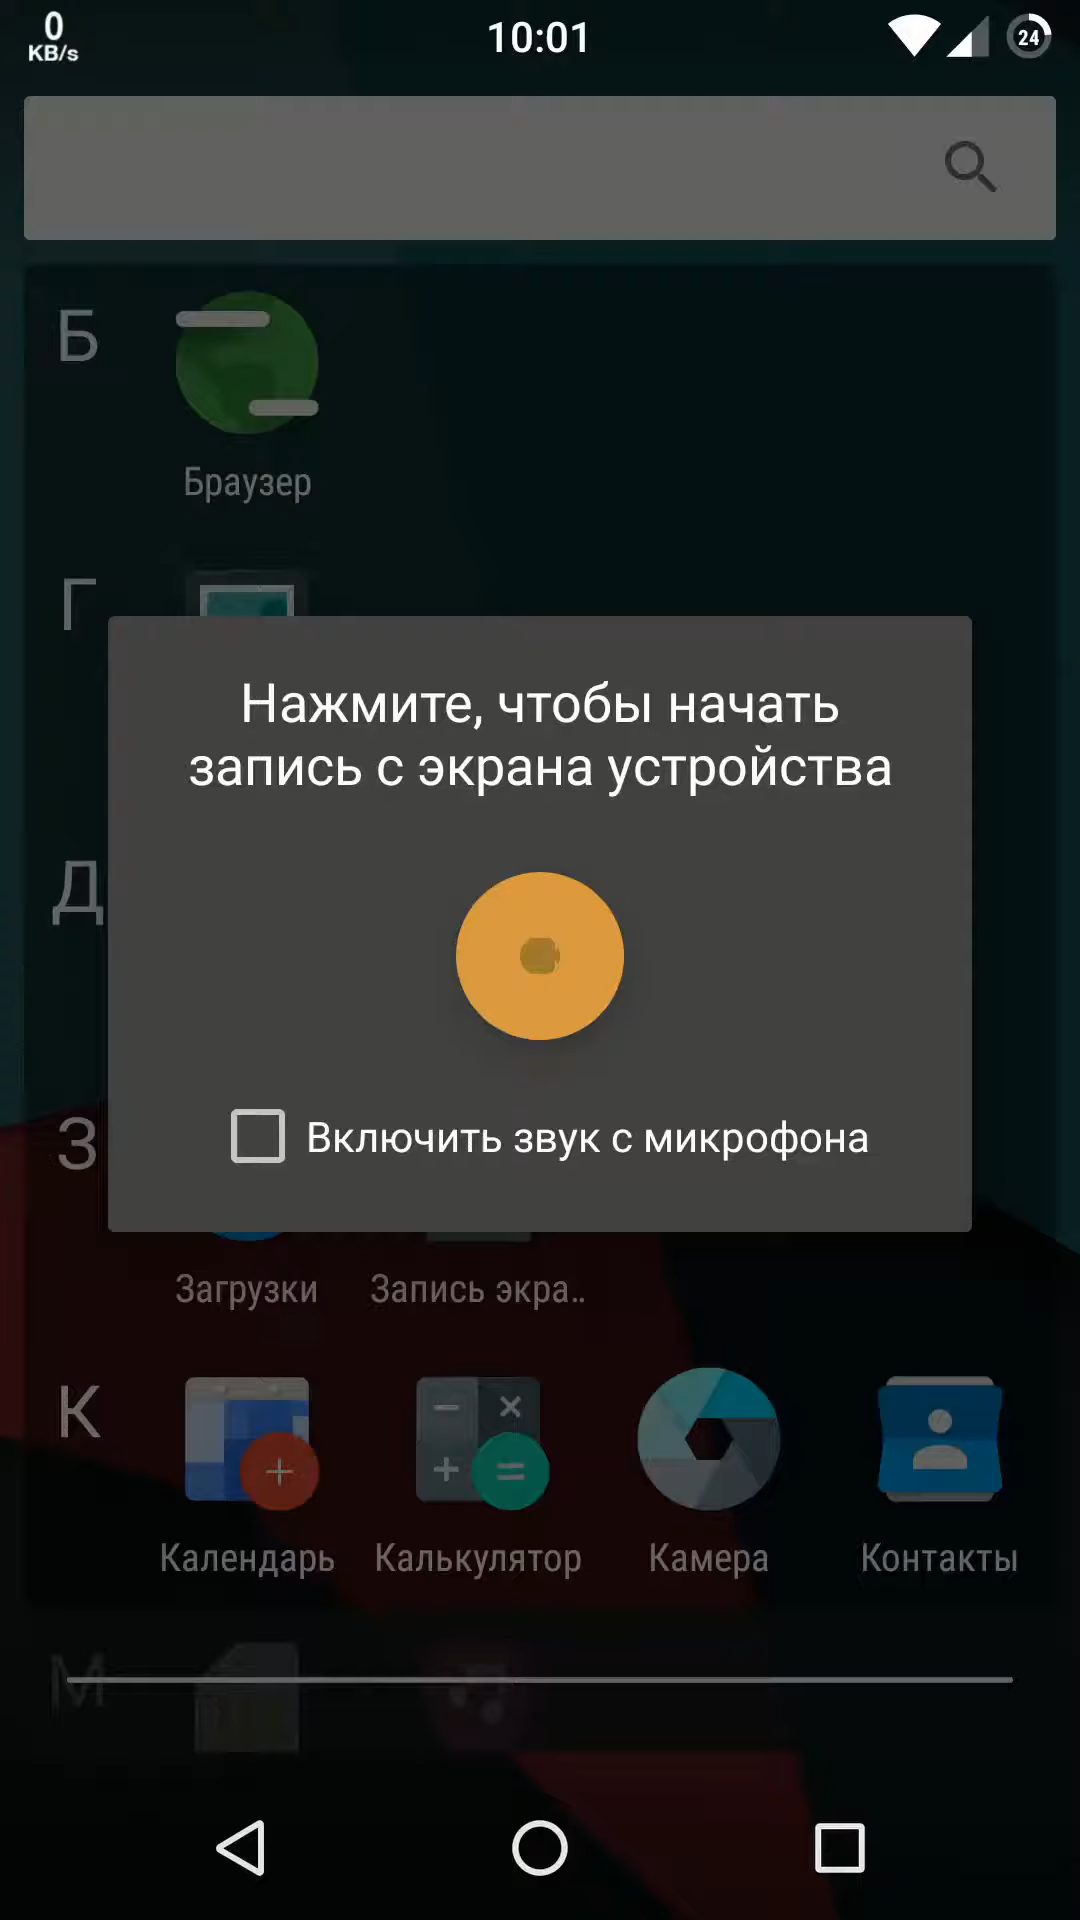 0
KB/s
10:01
24
Б
Браузер
Г
Нажмите, чтобы начать
запись с экрана устройства
Д
Включить звук с микрофона
З
Загрузки
Запись экра..
К
Календарь
Калькулятор
Камера
Контакты
М